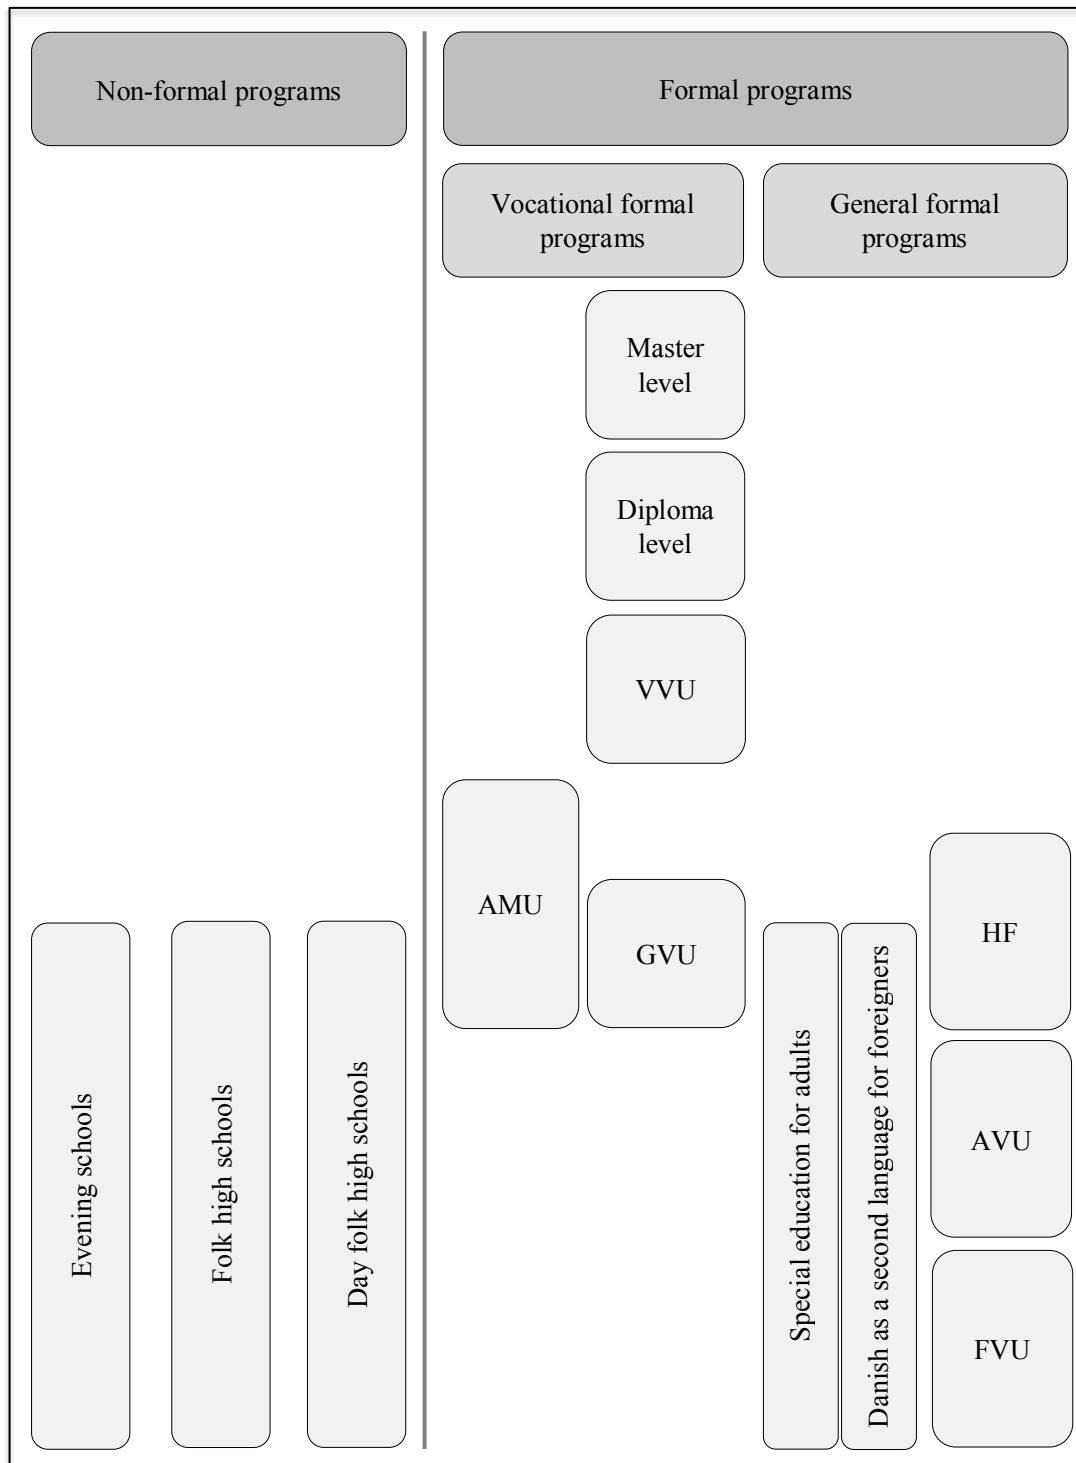 Non-formal programs
Formal programs
Vocational formal
programs
General formal
programs
Master
level
Diploma
level
VVU
AMU
GVU
HF
AVU
FVU
Evening schools
Folk high schools
Day folk high schools
Special education for adults
Danish as a second language for foreigners